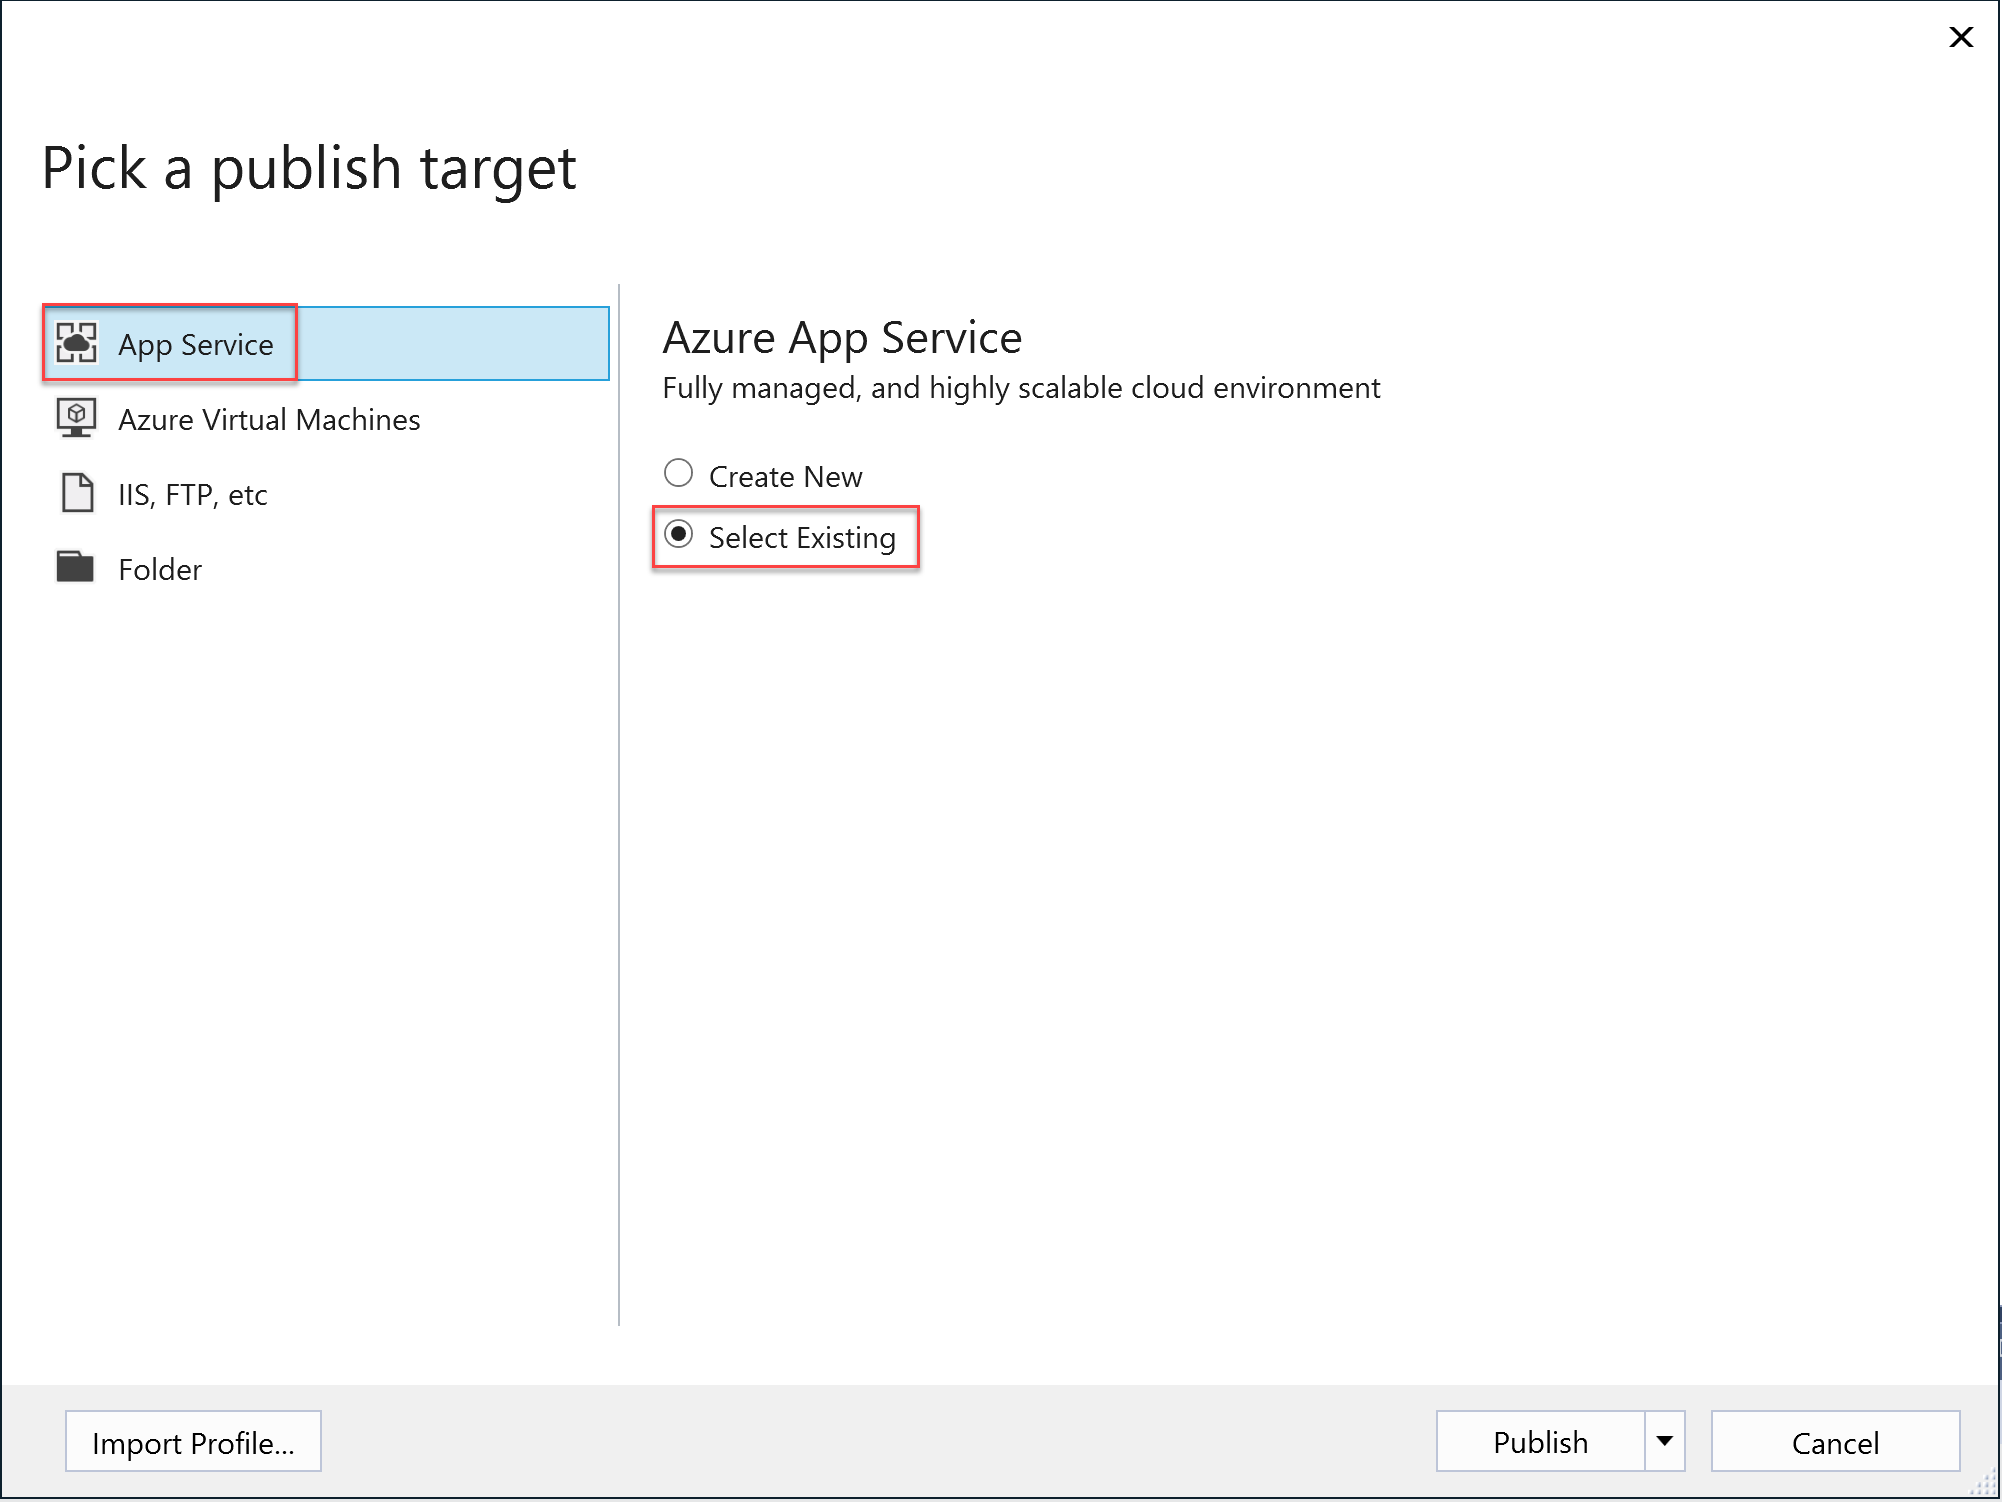 Pick a publish target
App Service
Azure Virtual Machines
IIS, FTP, etc
Folder
Azure App Service
Fully managed, and highly scalable cloud environment
Create New
Select Existing
Import Profile...
Publish
Cancel